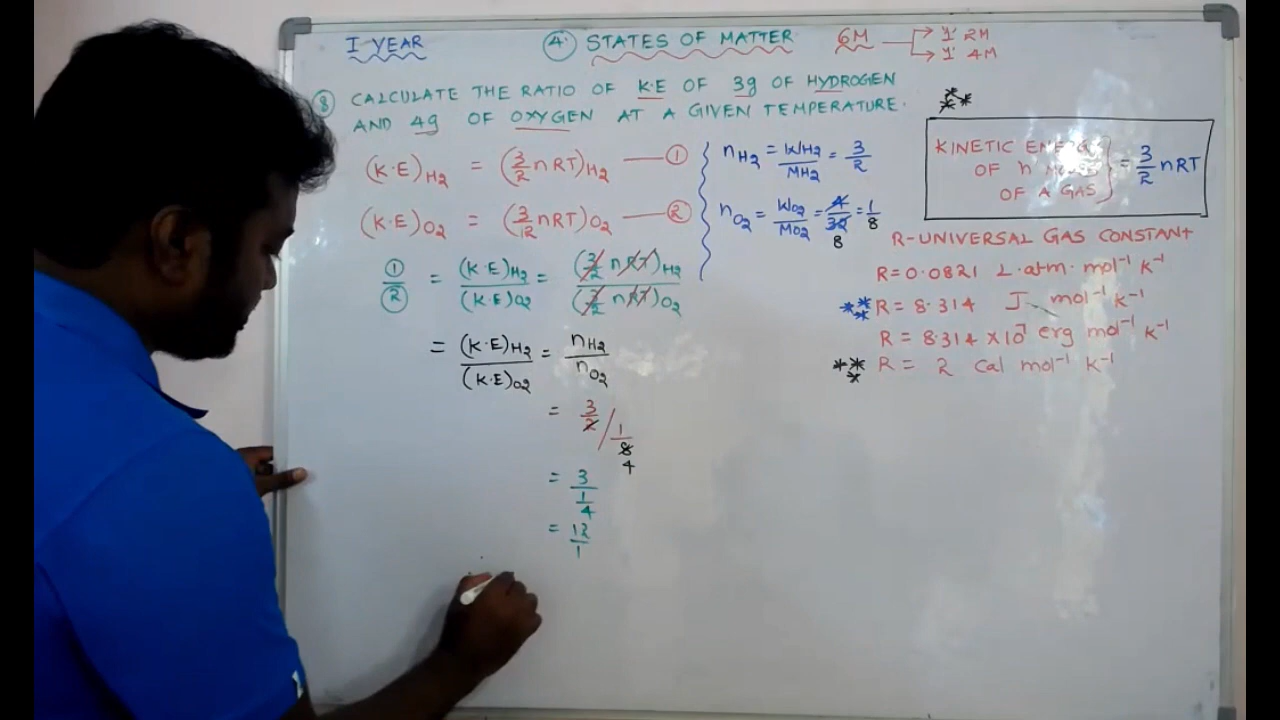 I YEAR ④. STATES OF MATTER 6M → 1' 2M
→ 1' 4M
⑧ CALCULATE THE RATIO OF K.E OF 3g OF HYDROGEN
AND 4g OF OXYGEN AT A GIVEN TEMPERATURE.
(K.E)H2 = (3/2 nRT)H2 —— ①
(K.E)O2 = (3/12 nRT)O2 —— ②
①/② = (K.E)H2/(K.E)O2 = (3/2 nRT)H2/(3/2 nRT)O2
= (K.E)H2/(K.E)O2 = nH2/nO2
= 3/2 / 1/8
4
= 3/1/4
= 12/1
nH2 = WH2/MH2 = 3/2
nO2 = WO2/MO2 = 4/32 = 1/8
8
***
KINETIC ENERGY
OF n
OF A GAS } = 3/2 nRT
R-UNIVERSAL GAS CONSTANT
R=0.0821 L.atm.mol⁻¹ K⁻¹
*** R = 8.314 J mol⁻¹ K⁻¹
R = 8.314 ×10⁷ erg mol⁻¹ K⁻¹
*** R = 2 Cal mol⁻¹ K⁻¹